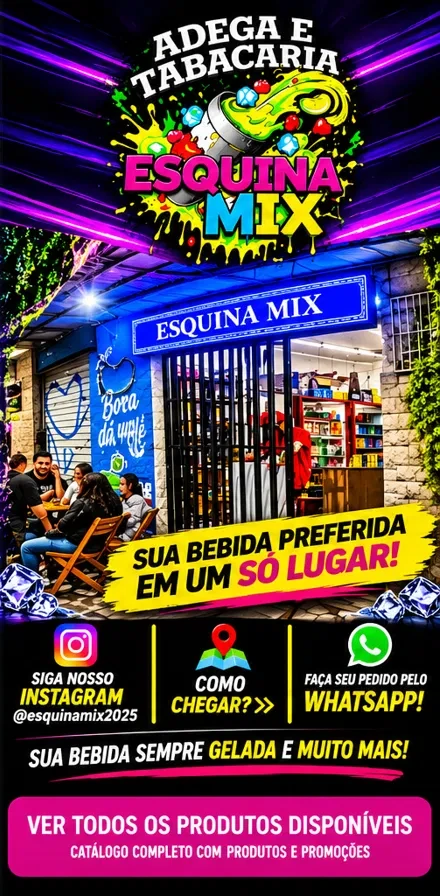 ADEGA E
TABACARIA
ESQUINA
MIX
ESQUINA MIX
Bora
SUA BEBIDA PREFERIDA
EM UM SÓ LUGAR!
SIGA NOSSO
INSTAGRAM
@esquinamix2025
COMO
CHEGAR? >>
FAÇA SEU PEDIDO PELO
WHATSAPP!
SUA BEBIDA SEMPRE GELADA E MUITO MAIS!
VER TODOS OS PRODUTOS DISPONÍVEIS
CATÁLOGO COMPLETO COM PRODUTOS E PROMOÇÕES